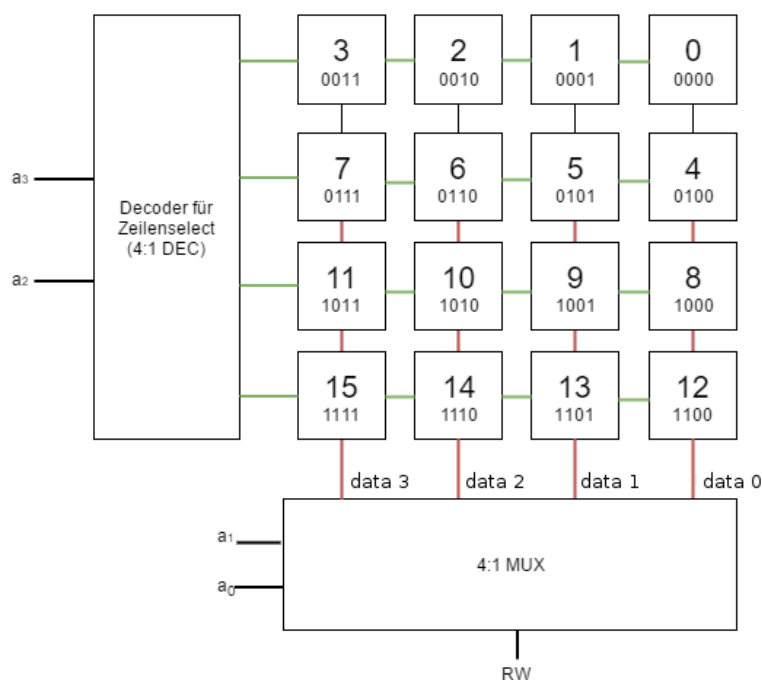 3
0011
2
0010
1
0001
0
0000
a₃
7
0111
6
0110
5
0101
4
0100
Decoder für
Zeilenselect
(4:1 DEC)
a₂
11
1011
10
1010
9
1001
8
1000
15
1111
14
1110
13
1101
12
1100
data 3
data 2
data 1
data 0
a₁
4:1 MUX
a₀
RW